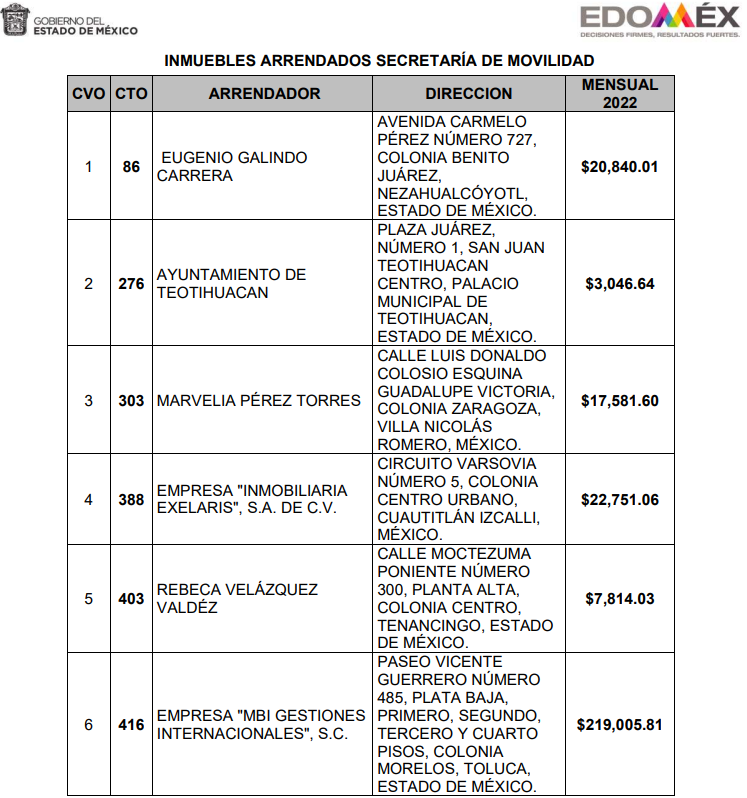 GOBIERNO DEL
ESTADO DE MÉXICO
EDOMÉX
DECISIONES FIRMES, RESULTADOS FUERTES.
INMUEBLES ARRENDADOS SECRETARÍA DE MOVILIDAD
CVO CTO ARRENDADOR DIRECCION MENSUAL
2022
1 86 EUGENIO GALINDO
CARRERA
AVENIDA CARMELO
PÉREZ NÚMERO 727,
COLONIA BENITO
JUÁREZ,
NEZAHUALCÓYOTL,
ESTADO DE MÉXICO.
$20,840.01
2 276 AYUNTAMIENTO DE
TEOTIHUACAN
PLAZA JUÁREZ,
NÚMERO 1, SAN JUAN
TEOTIHUACAN
CENTRO, PALACIO
MUNICIPAL DE
TEOTIHUACAN,
ESTADO DE MÉXICO.
$3,046.64
3 303 MARVELIA PÉREZ TORRES
CALLE LUIS DONALDO
COLOSIO ESQUINA
GUADALUPE VICTORIA,
COLONIA ZARAGOZA,
VILLA NICOLÁS
ROMERO, MÉXICO.
$17,581.60
4 388 EMPRESA "INMOBILIARIA
EXELARIS", S.A. DE C.V.
CIRCUITO VARSOVIA
NÚMERO 5, COLONIA
CENTRO URBANO,
CUAUTITLÁN IZCALLI,
MÉXICO.
$22,751.06
5 403 REBECA VELÁZQUEZ
VALDÉZ
CALLE MOCTEZUMA
PONIENTE NÚMERO
300, PLANTA ALTA,
COLONIA CENTRO,
TENANCINGO, ESTADO
DE MÉXICO.
$7,814.03
6 416 EMPRESA "MBI GESTIONES
INTERNACIONALES", S.C.
PASEO VICENTE
GUERRERO NÚMERO
485, PLATA BAJA,
PRIMERO, SEGUNDO,
TERCERO Y CUARTO
PISOS, COLONIA
MORELOS, TOLUCA,
ESTADO DE MÉXICO.
$219,005.81